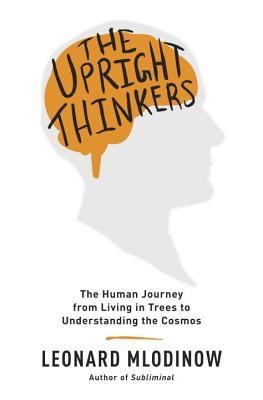 THE
UPRIGHT
THINKERS
The Human Journey
from Living in Trees to
Understanding the Cosmos
LEONARD MLODINOW
Author of Subliminal